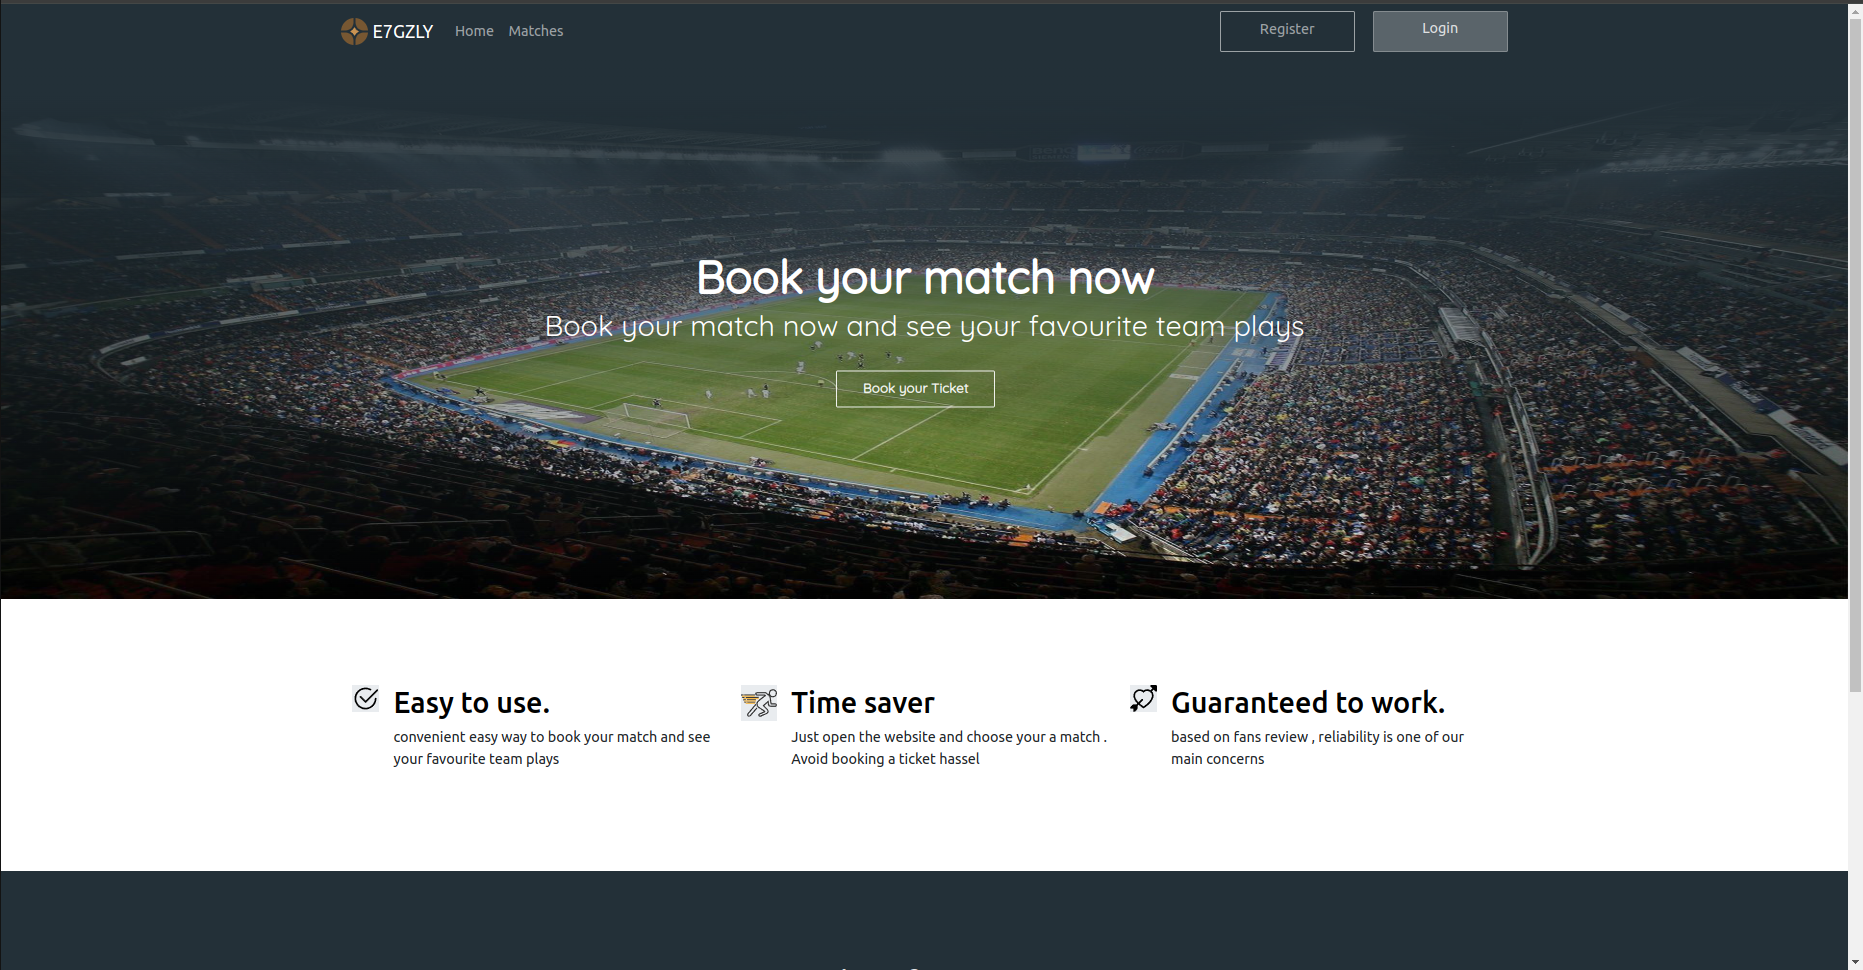 E7GZLY
Home
Matches
Register
Login
Book your match now
Book your match now and see your favourite team plays
Book your Ticket
Easy to use.
convenient easy way to book your match and see
your favourite team plays
Time saver
Just open the website and choose your a match .
Avoid booking a ticket hassel
Guaranteed to work.
based on fans review , reliability is one of our
main concerns